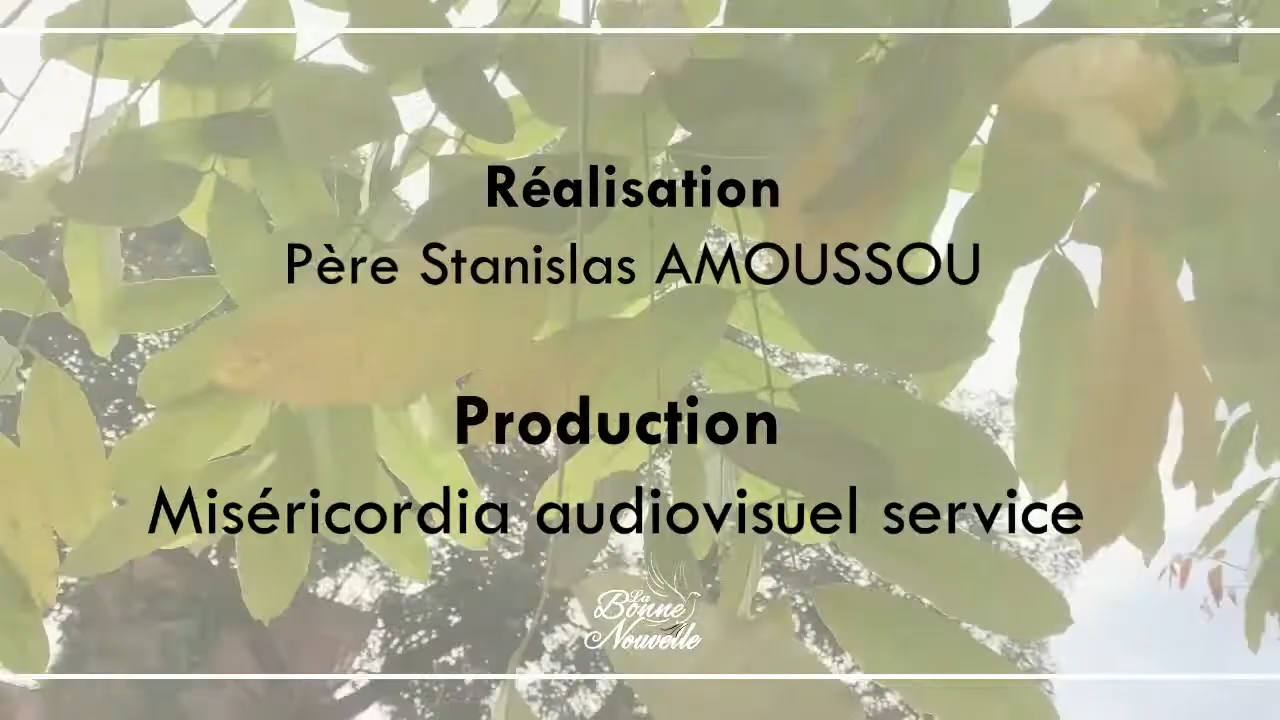 Réalisation
Père Stanislas AMOUSSOU
Production
Miséricordia audiovisuel service
La
Bonne
Nouvelle